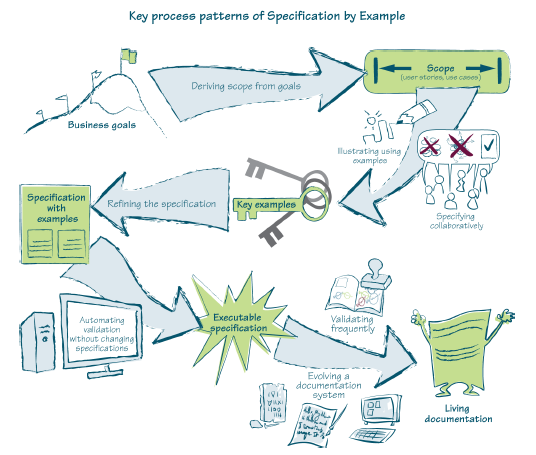 Key process patterns of Specification by Example
Business goals
Deriving scope from goals
Scope
(user stories, use cases)
Illustrating using
examples
Specifying
collaboratively
Key examples
Refining the specification
Specification
with
examples
Automating
validation
without changing
specifications
Executable
specification
Validating
frequently
Evolving a
documentation
system
Living
documentation